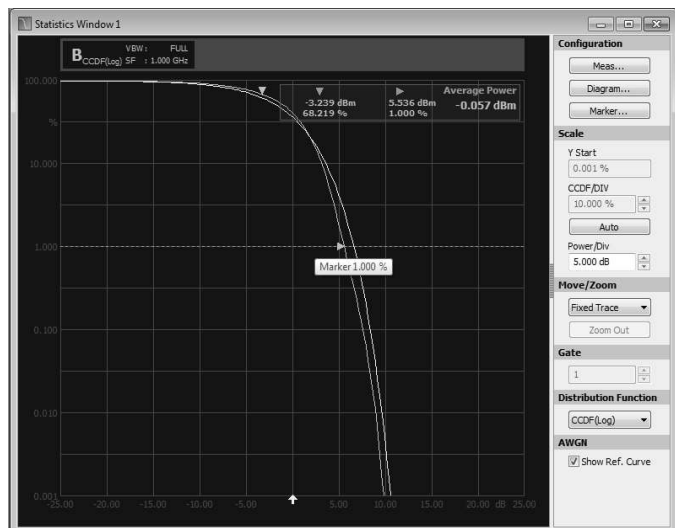 Statistics Window 1
B CCDF(Log) VBW : FULL
SF : 1.000 GHz
Average Power
-3.239 dBm 5.536 dBm -0.057 dBm
68.219 % 1.000 %
100.000
%
10.000
1.000
Marker 1.000 %
0.100
0.010
0.001
-25.00 -20.00 -15.00 -10.00 -5.00 5.00 10.00 15.00 20.00 dB 25.00
Configuration
Meas...
Diagram...
Marker...
Scale
Y Start
0.001 %
CCDF/DIV
10.000 %
Auto
Power/Div
5.000 dB
Move/Zoom
Fixed Trace
Zoom Out
Gate
1
Distribution Function
CCDF(Log)
AWGN
Show Ref. Curve